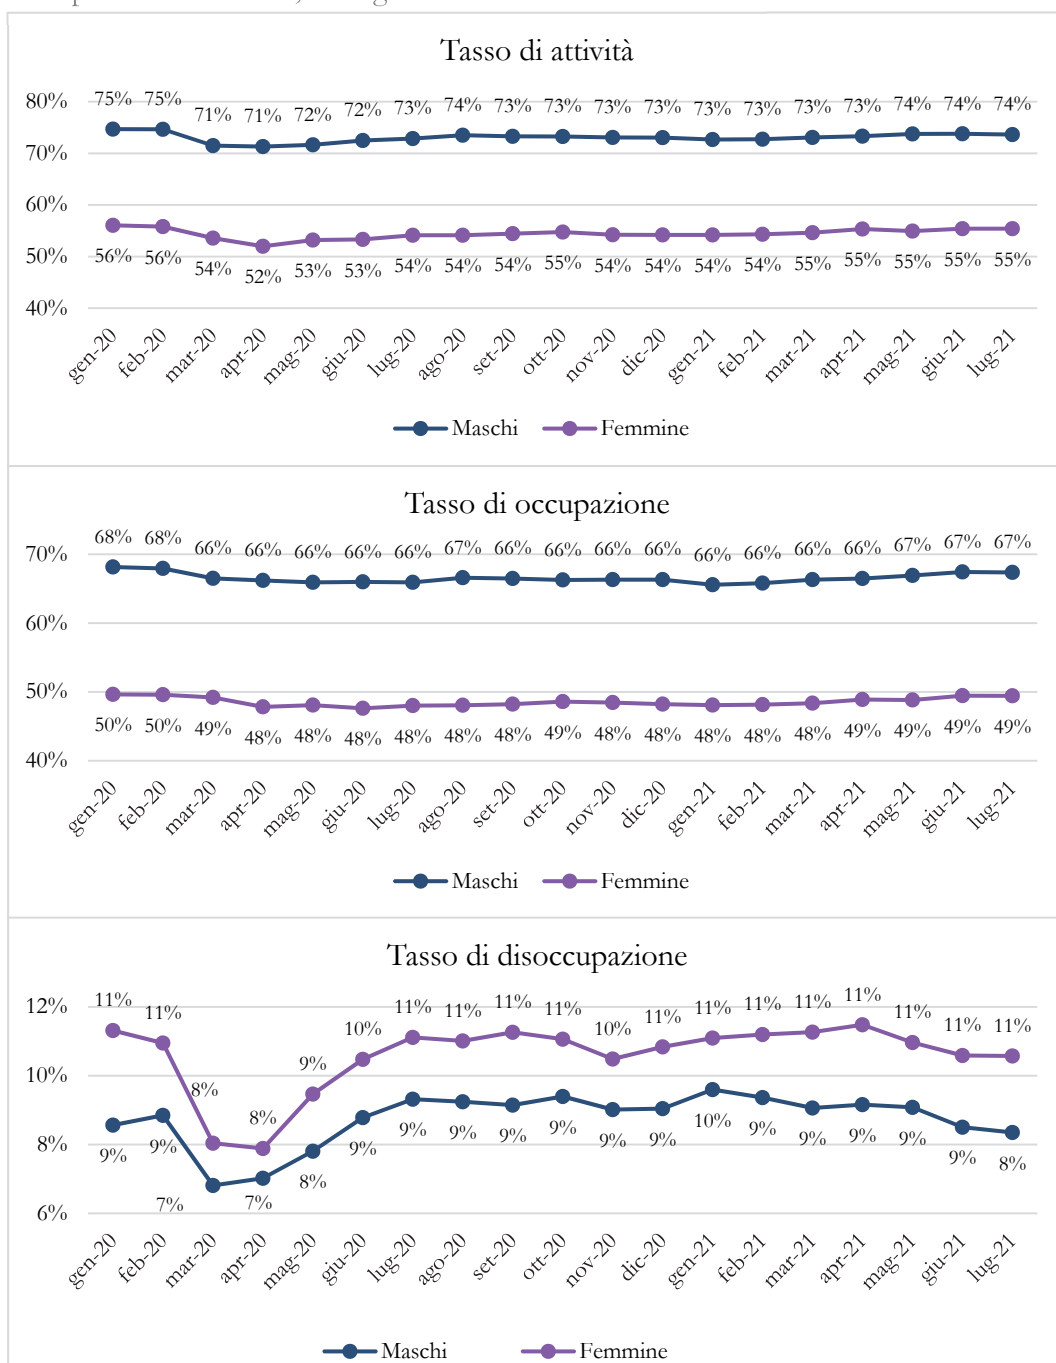 Tasso di attività
75% 75% 71% 71% 72% 72% 73% 74% 73% 73% 73% 73% 73% 73% 73% 73% 74% 74% 74%
80%
70%
60%
56% 56% 54% 52% 53% 53% 54% 54% 54% 55% 54% 54% 54% 54% 55% 55% 55% 55% 55%
50%
40%
gen-20 feb-20 mar-20 apr-20 mag-20 giu-20 lug-20 ago-20 set-20 ott-20 nov-20 dic-20 gen-21 feb-21 mar-21 apr-21 mag-21 giu-21 lug-21
Maschi Femmine
Tasso di occupazione
68% 68% 66% 66% 66% 66% 66% 67% 66% 66% 66% 66% 66% 66% 66% 66% 67% 67% 67%
70%
60%
50%
50% 50% 49% 48% 48% 48% 48% 48% 48% 49% 48% 48% 48% 48% 48% 49% 49% 49% 49%
40%
gen-20 feb-20 mar-20 apr-20 mag-20 giu-20 lug-20 ago-20 set-20 ott-20 nov-20 dic-20 gen-21 feb-21 mar-21 apr-21 mag-21 giu-21 lug-21
Maschi Femmine
Tasso di disoccupazione
12%
11% 11% 8% 8% 9% 10% 11% 11% 11% 11% 10% 11% 11% 11% 11% 11% 11% 11% 11%
10%
9% 9% 7% 7% 8% 9% 9% 9% 9% 9% 9% 9% 10% 9% 9% 9% 9% 9% 8%
8%
6%
gen-20 feb-20 mar-20 apr-20 mag-20 giu-20 lug-20 ago-20 set-20 ott-20 nov-20 dic-20 gen-21 feb-21 mar-21 apr-21 mag-21 giu-21 lug-21
Maschi Femmine